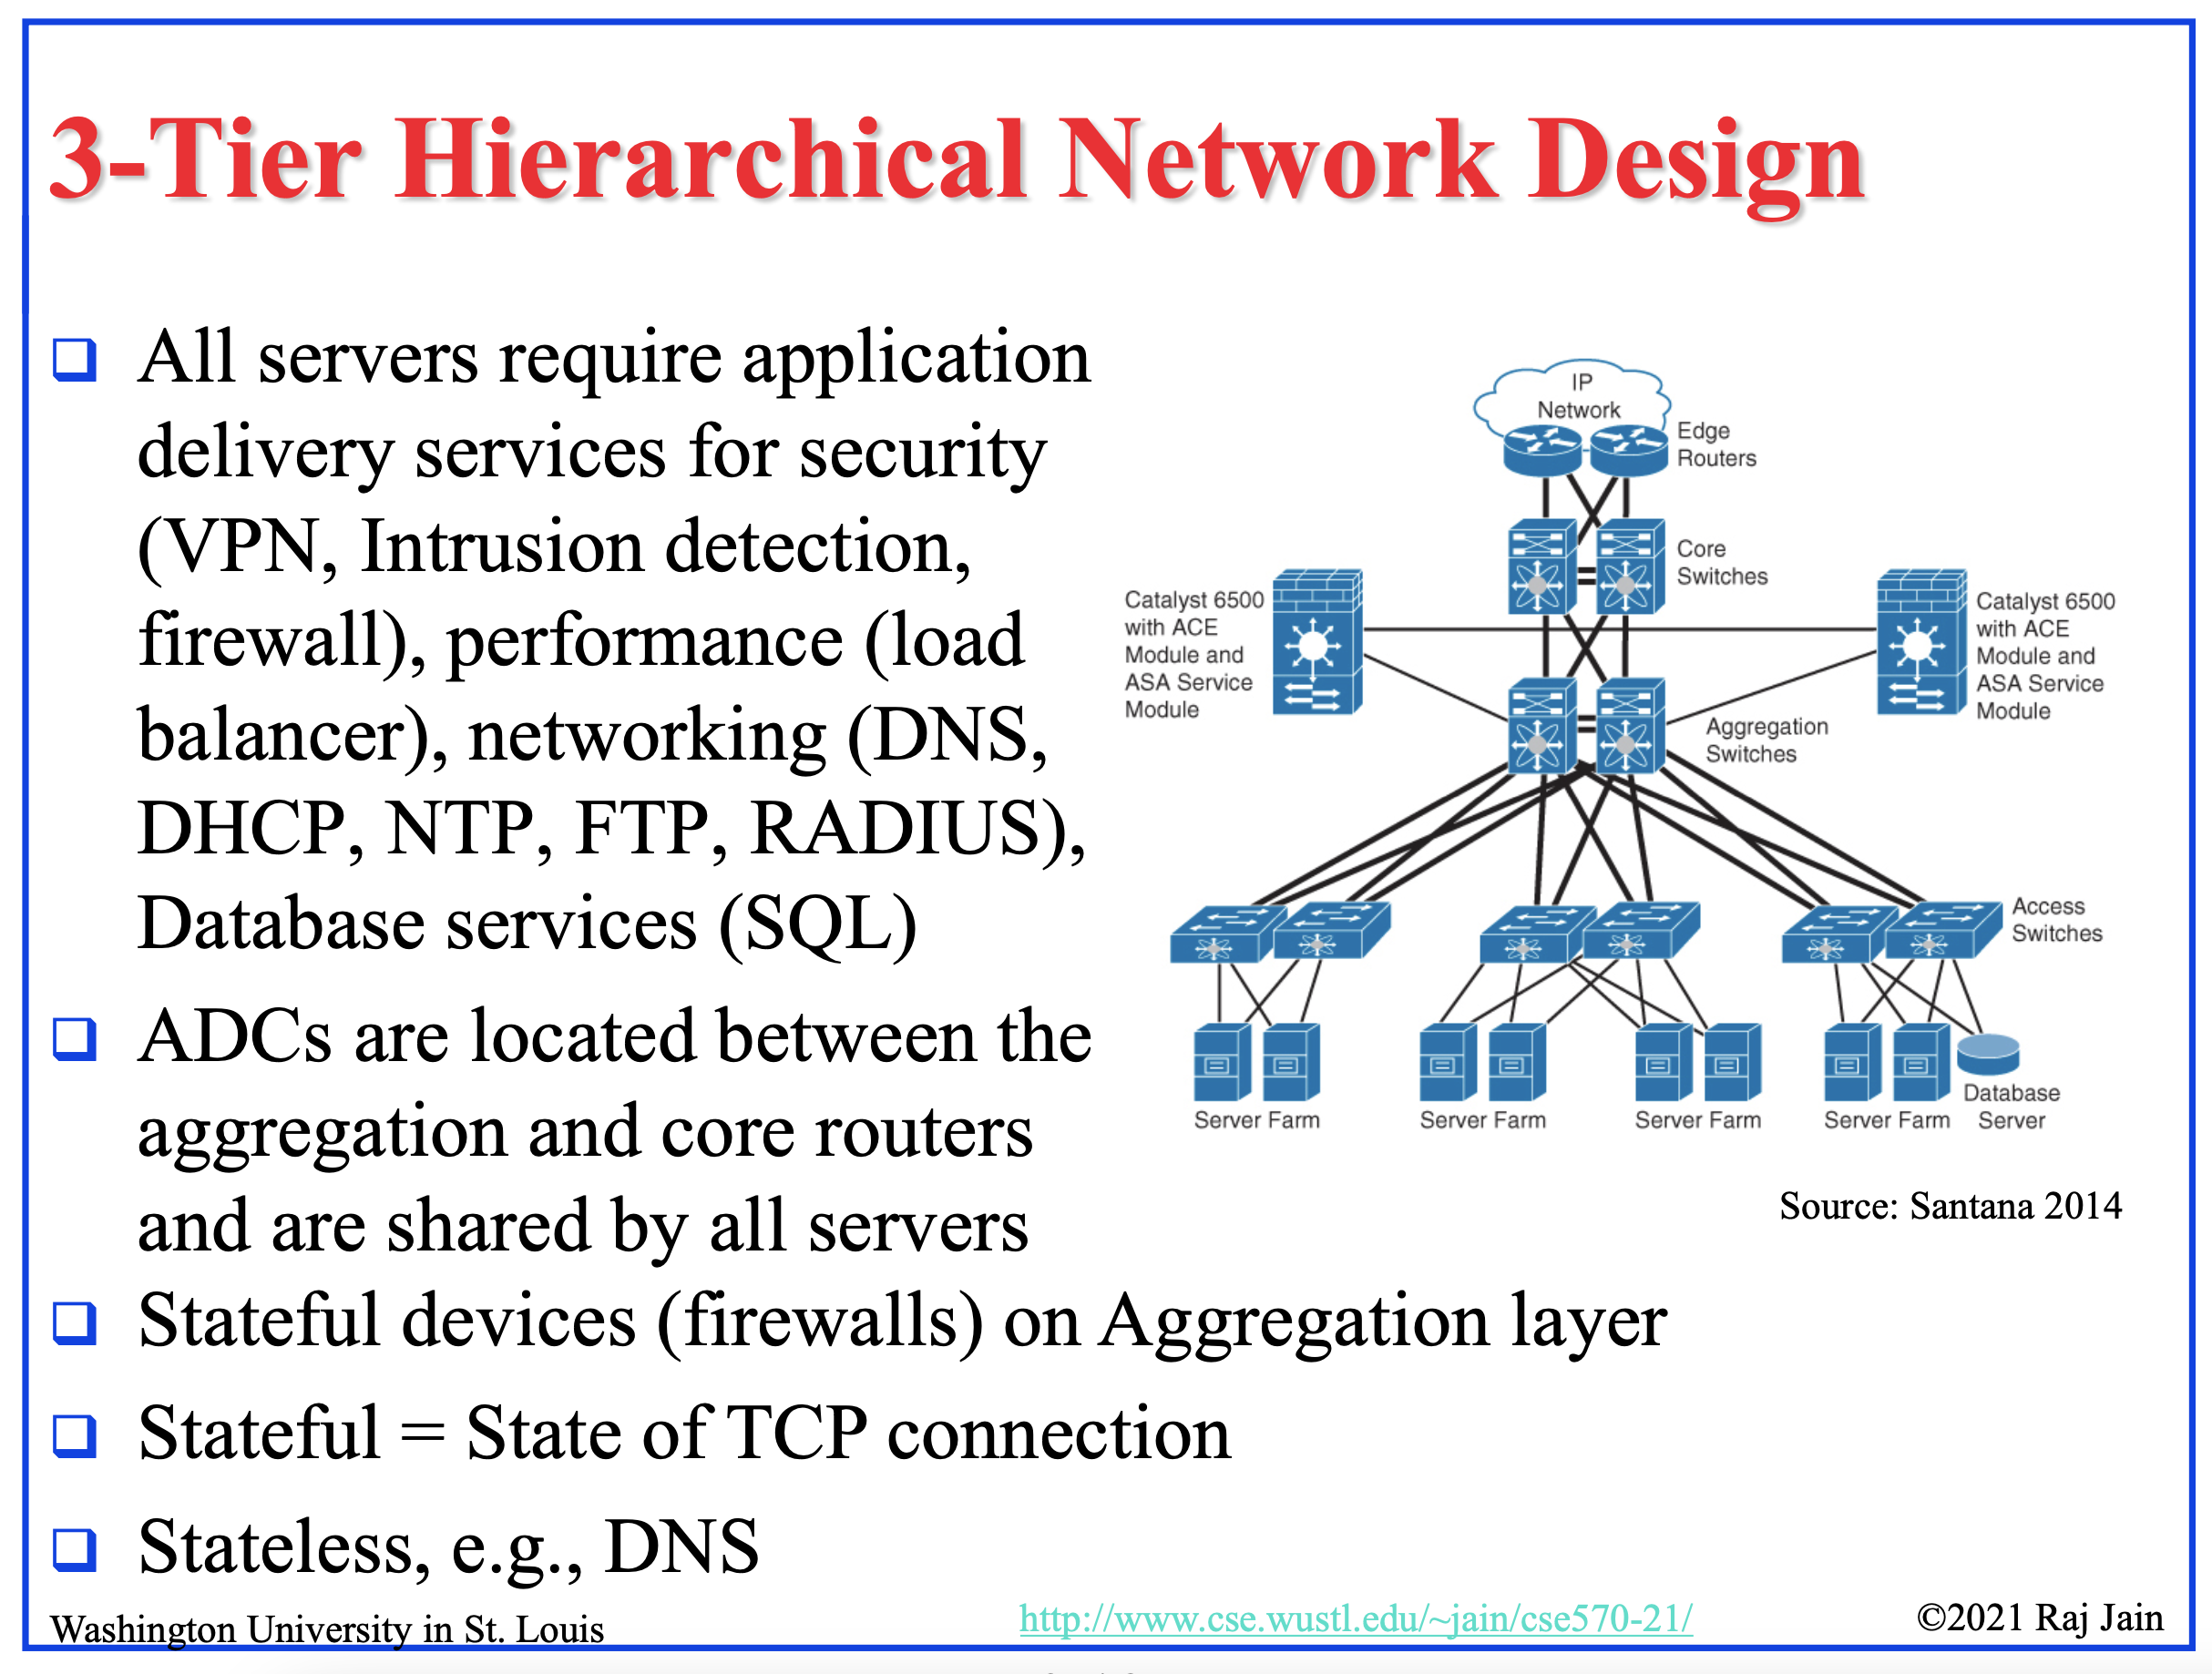 3-Tier Hierarchical Network Design
All servers require application
delivery services for security
(VPN, Intrusion detection,
firewall), performance (load
balancer), networking (DNS,
DHCP, NTP, FTP, RADIUS),
Database services (SQL)
ADCs are located between the
aggregation and core routers
and are shared by all servers
Stateful devices (firewalls) on Aggregation layer
Stateful = State of TCP connection
Stateless, e.g., DNS
IP
Network
Edge
Routers
Core
Switches
Catalyst 6500
with ACE
Module and
ASA Service
Module
Catalyst 6500
with ACE
Module and
ASA Service
Module
Aggregation
Switches
Access
Switches
Server Farm
Server Farm
Server Farm
Server Farm
Database
Server
Source: Santana 2014
Washington University in St. Louis
http://www.cse.wustl.edu/~jain/cse570-21/
©2021 Raj Jain